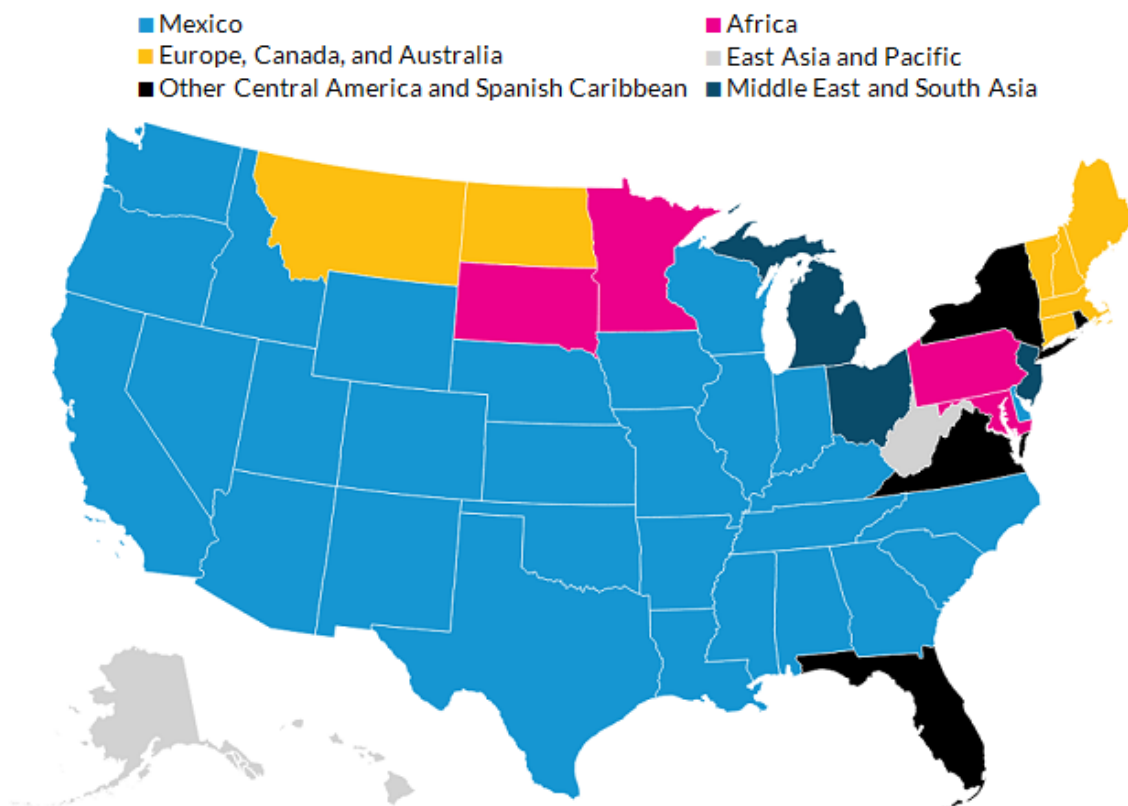 Mexico
Africa
Europe, Canada, and Australia
East Asia and Pacific
Other Central America and Spanish Caribbean
Middle East and South Asia